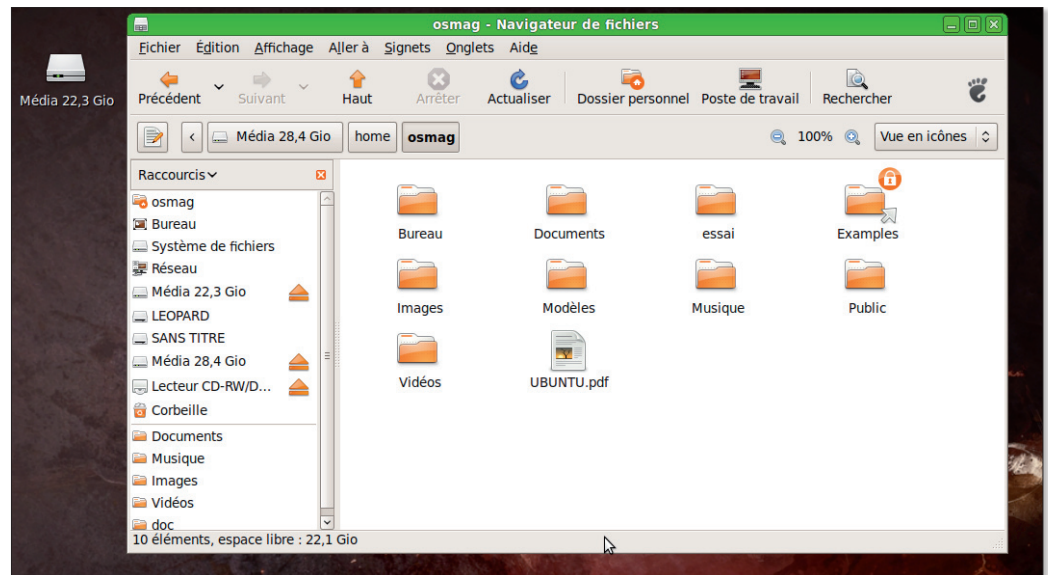 osmag - Navigateur de fichiers
Fichier Édition Affichage Aller à Signets Onglets Aide
Média 22,3 Gio
Précédent Suivant Haut Arrêter Actualiser Dossier personnel Poste de travail Rechercher
Média 28,4 Gio home osmag 100% Vue en icônes
Raccourcis
osmag
Bureau
Système de fichiers
Réseau
Média 22,3 Gio
LEOPARD
SANS TITRE
Média 28,4 Gio
Lecteur CD-RW/D...
Corbeille
Documents
Musique
Images
Vidéos
doc
Bureau Documents essai Examples
Images Modèles Musique Public
Vidéos UBUNTU.pdf
10 éléments, espace libre : 22,1 Gio